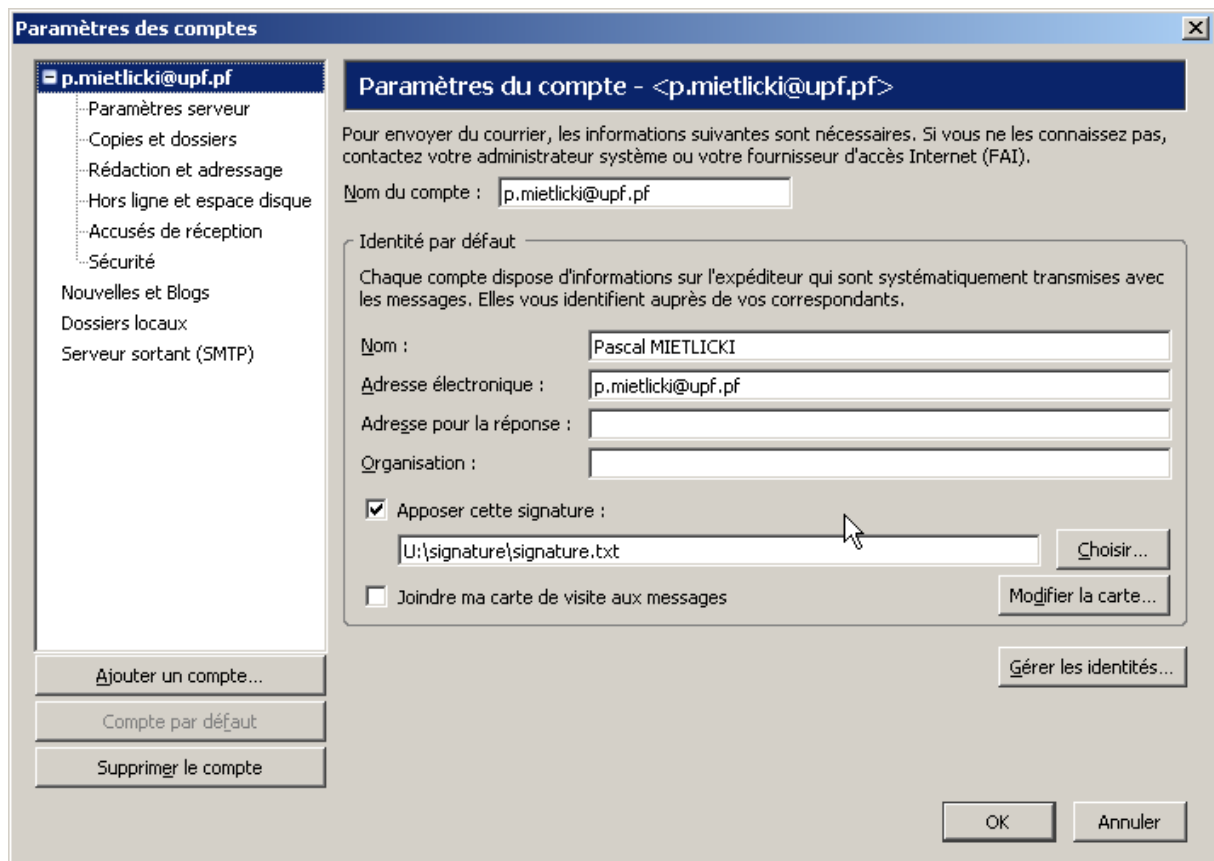 Paramètres des comptes
p.mietlicki@upf.pf
Paramètres serveur
Copies et dossiers
Rédaction et adressage
Hors ligne et espace disque
Accusés de réception
Sécurité
Nouvelles et Blogs
Dossiers locaux
Serveur sortant (SMTP)
Ajouter un compte...
Compte par défaut
Supprimer le compte
Paramètres du compte - <p.mietlicki@upf.pf>
Pour envoyer du courrier, les informations suivantes sont nécessaires. Si vous ne les connaissez pas,
contactez votre administrateur système ou votre fournisseur d'accès Internet (FAI).
Nom du compte : p.mietlicki@upf.pf
Identité par défaut
Chaque compte dispose d'informations sur l'expéditeur qui sont systématiquement transmises avec
les messages. Elles vous identifient auprès de vos correspondants.
Nom : Pascal MIETLICKI
Adresse électronique : p.mietlicki@upf.pf
Adresse pour la réponse :
Organisation :
Apposer cette signature :
U:\signature\signature.txt Choisir...
Joindre ma carte de visite aux messages Modifier la carte...
Gérer les identités...
OK Annuler